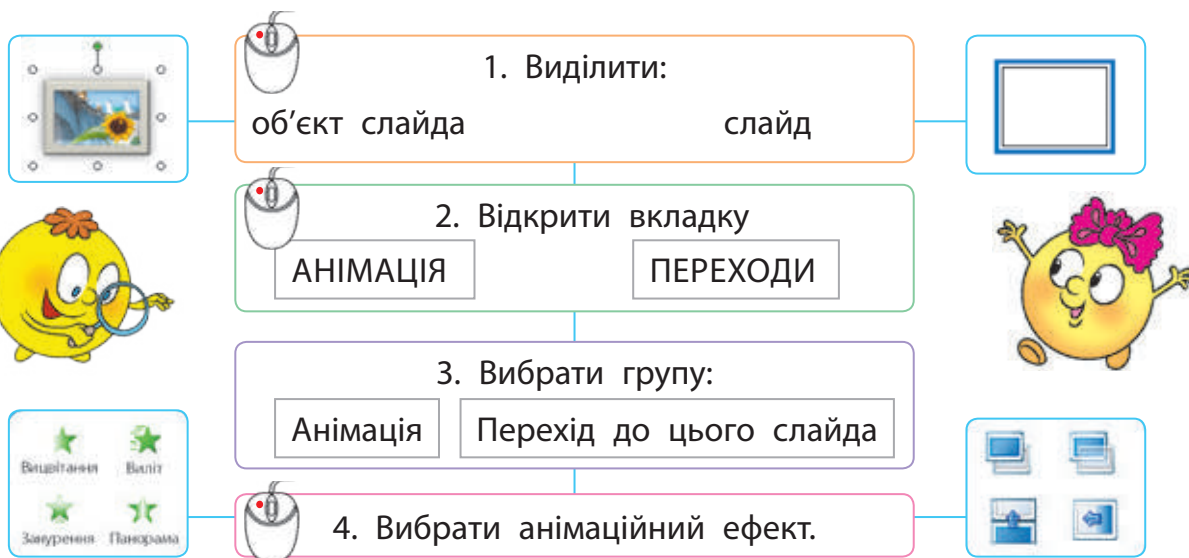 1. Виділити:
об’єкт слайда слайд
2. Відкрити вкладку
АНІМАЦІЯ ПЕРЕХОДИ
3. Вибрати групу:
Анімація Перехід до цього слайда
Вицвітання Виліт
Занурення Панорама
4. Вибрати анімаційний ефект.